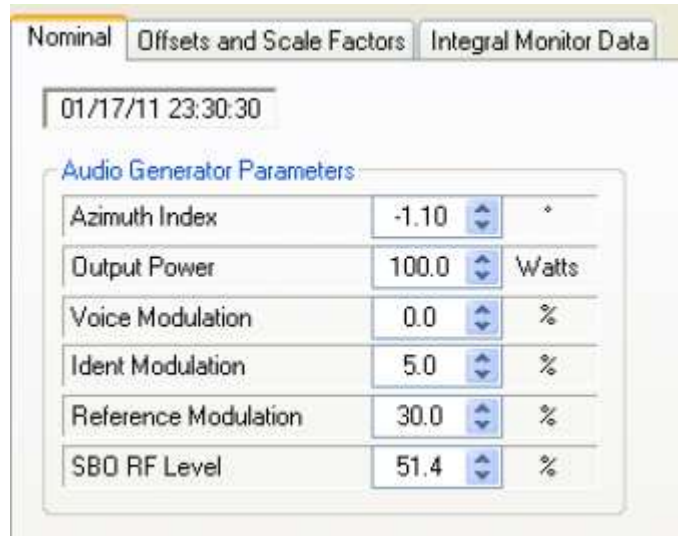 Nominal Offsets and Scale Factors Integral Monitor Data
01/17/11 23:30:30
Audio Generator Parameters
Azimuth Index -1.10 °
Output Power 100.0 Watts
Voice Modulation 0.0 %
Ident Modulation 5.0 %
Reference Modulation 30.0 %
SBO RF Level 51.4 %